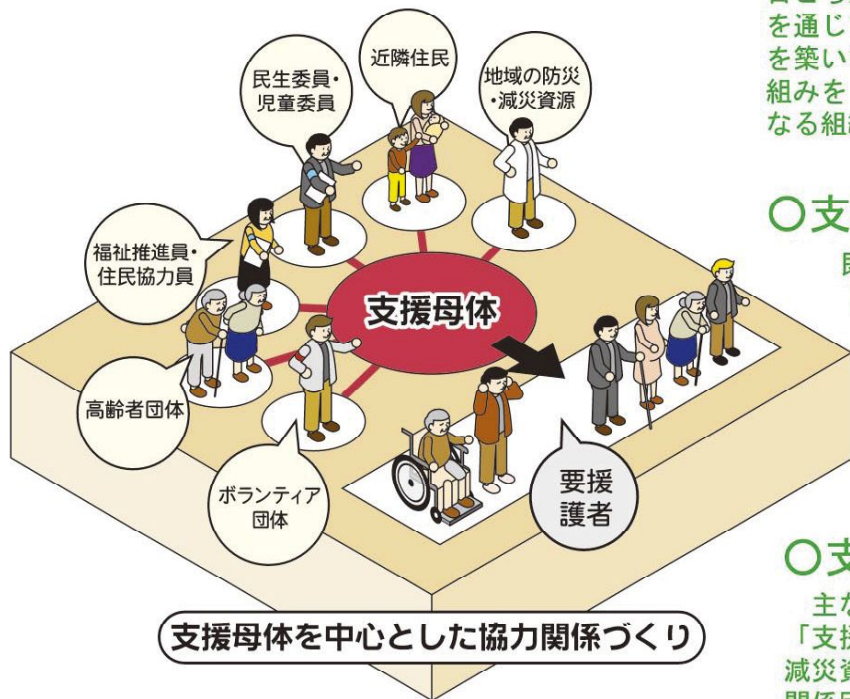 近隣住民
民生委員・
児童委員
地域の防災
・減災資源
福祉推進員・
住民協力員
支援母体
高齢者団体
ボランティア
団体
要援
護者
支援母体を中心とした協力関係づくり
を通じ
を築い
組みを
なる組
〇支
〇支
主な
「支援
減災資